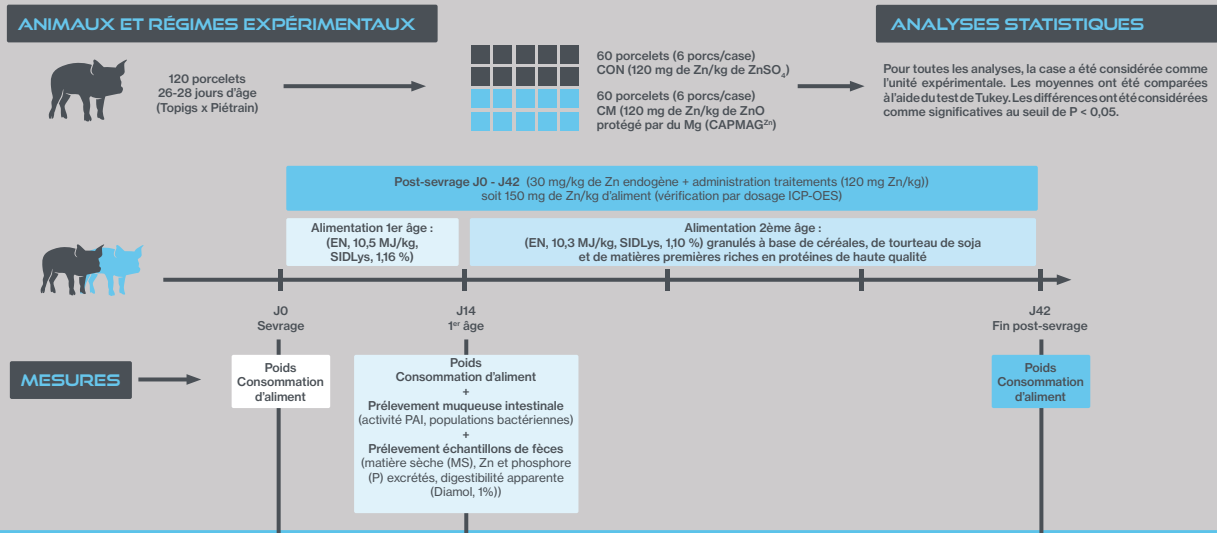 ANIMAUX ET RÉGIMES EXPÉRIMENTAUX
120 porcelets
26-28 jours d'âge
(Topigs x Piétrain)
60 porcelets (6 porcs/case)
CON (120 mg de Zn/kg de ZnSO₄)
60 porcelets (6 porcs/case)
CM (120 mg de Zn/kg de ZnO
protégé par du Mg (CAPMAGᶻⁿ)
ANALYSES STATISTIQUES
Pour toutes les analyses, la case a été considérée comme
l'unité expérimentale. Les moyennes ont été comparées
à l'aide du test de Tukey. Les différences ont été considérées
comme significatives au seuil de P < 0,05.
Post-sevrage J0 - J42 (30 mg/kg de Zn endogène + administration traitements (120 mg Zn/kg))
soit 150 mg de Zn/kg d'aliment (vérification par dosage ICP-OES)
Alimentation 1er âge :
(EN, 10,5 MJ/kg,
SIDLys, 1,16 %)
Alimentation 2ème âge :
(EN, 10,3 MJ/kg, SIDLys, 1,10 %) granulés à base de céréales, de tourteau de soja
et de matières premières riches en protéines de haute qualité
J0
Sevrage
J14
1ᵉʳ âge
J42
Fin post-sevrage
MESURES
Poids
Consommation
d'aliment
Poids
Consommation d'aliment
+
Prélevement muqueuse intestinale
(activité PAI, populations bactériennes)
+
Prélevement échantillons de fèces
(matière sèche (MS), Zn et phosphore
(P) excrétés, digestibilité apparente
(Diamol, 1%))
Poids
Consommation
d'aliment